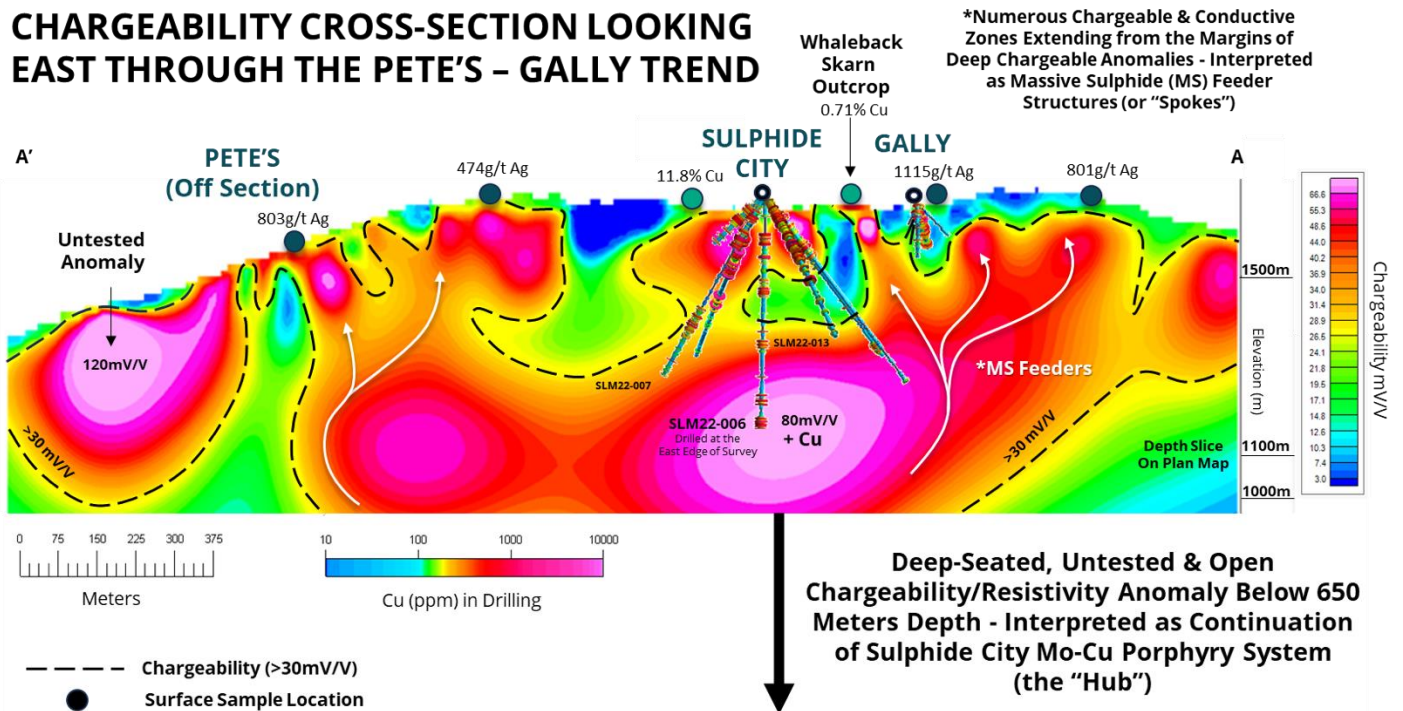 CHARGEABILITY CROSS-SECTION LOOKING
EAST THROUGH THE PETE'S – GALLY TREND
Whaleback
Skarn
Outcrop
0.71% Cu
*Numerous Chargeable & Conductive
Zones Extending from the Margins of
Deep Chargeable Anomalies - Interpreted
as Massive Sulphide (MS) Feeder
Structures (or “Spokes”)
A'
PETE'S
(Off Section)
803g/t Ag
474g/t Ag
11.8% Cu
SULPHIDE
CITY
GALLY
1115g/t Ag
801g/t Ag
A
Untested
Anomaly
120mV/V
>30 mV/V
SLM22-007
SLM22-013
SLM22-006
Drilled at the
East Edge of Survey
80mV/V
+ Cu
*MS Feeders
>30 mV/V
Depth Slice
On Plan Map
1500m
Elevation (m)
1100m
1000m
66.6
55.3
48.6
44.0
40.2
36.9
34.0
31.4
28.9
26.5
24.1
21.8
19.5
17.1
14.8
12.6
10.3
7.4
3.0
Chargeability mV/V
0 75 150 225 300 375
Meters
10 100 1000 10000
Cu (ppm) in Drilling
Deep-Seated, Untested & Open
Chargeability/Resistivity Anomaly Below 650
Meters Depth - Interpreted as Continuation
of Sulphide City Mo-Cu Porphyry System
(the “Hub”)
Chargeability (>30mV/V)
Surface Sample Location